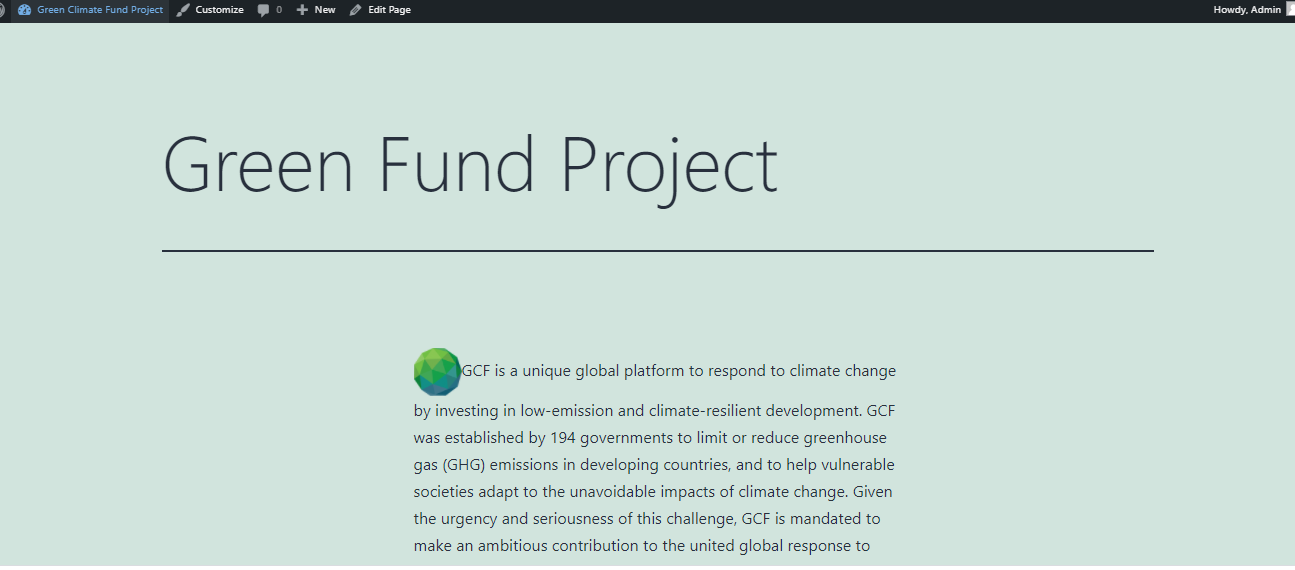 Green Climate Fund Project Customize 0 New Edit Page Howdy, Admin
Green Fund Project
GCF is a unique global platform to respond to climate change
by investing in low-emission and climate-resilient development. GCF
was established by 194 governments to limit or reduce greenhouse
gas (GHG) emissions in developing countries, and to help vulnerable
societies adapt to the unavoidable impacts of climate change. Given
the urgency and seriousness of this challenge, GCF is mandated to
make an ambitious contribution to the united global response to